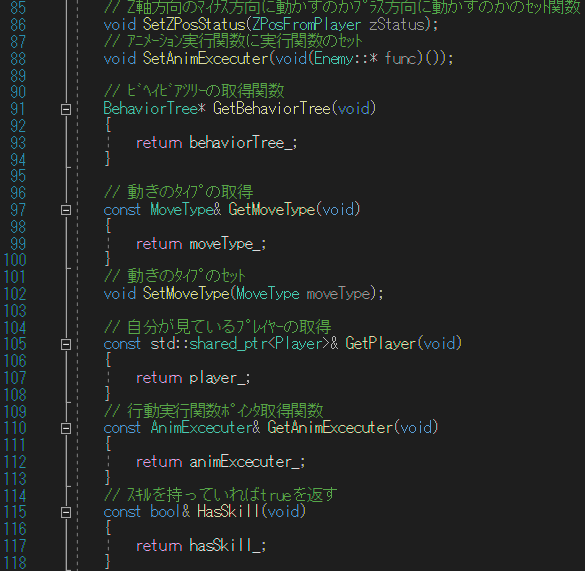 85 // Z軸方向のﾏｲﾅｽ方向に動かすのかﾌﾟﾗｽ方向に動かすのかのセット関数
86 void SetZPosStatus(ZPosFromPlayer zStatus);
87 // ｱﾆﾒｰｼｮﾝ実行関数に実行関数のセット
88 void SetAnimExcecuter(void(Enemy::* func)());
89
90 // ﾋﾞﾍｲﾋﾞｱﾂﾘｰの取得関数
91 BehaviorTree* GetBehaviorTree(void)
92 {
93 return behaviorTree_;
94 }
95
96 // 動きのﾀｲﾌﾟの取得
97 const MoveType& GetMoveType(void)
98 {
99 return moveType_;
100 }
101 // 動きのﾀｲﾌﾟのｾｯﾄ
102 void SetMoveType(MoveType moveType);
103
104 // 自分が見ているﾌﾟﾚｲﾔｰの取得
105 const std::shared_ptr<Player>& GetPlayer(void)
106 {
107 return player_;
108 }
109 // 行動実行関数ﾎﾟｲﾝﾀ取得関数
110 const AnimExcecuter& GetAnimExcecuter(void)
111 {
112 return animExcecuter_;
113 }
114 // ｽｷﾙを持っていればtrueを返す
115 const bool& HasSkill(void)
116 {
117 return hasSkill_;
118 }